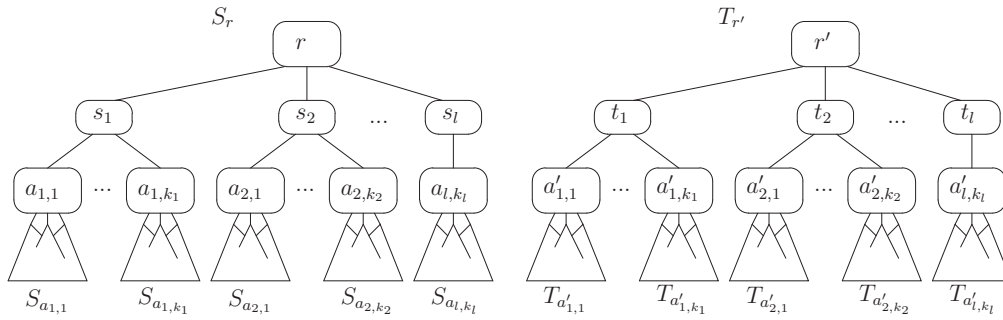 S_r T_{r'}
r r'
s_1 s_2 ... s_l t_1 t_2 ... t_l
a_{1,1} ... a_{1,k_1} a_{2,1} ... a_{2,k_2} a_{l,k_l} a'_{1,1} ... a'_{1,k_1} a'_{2,1} ... a'_{2,k_2} a'_{l,k_l}
S_{a_{1,1}} S_{a_{1,k_1}} S_{a_{2,1}} S_{a_{2,k_2}} S_{a_{l,k_l}} T_{a'_{1,1}} T_{a'_{1,k_1}} T_{a'_{2,1}} T_{a'_{2,k_2}} T_{a'_{l,k_l}}